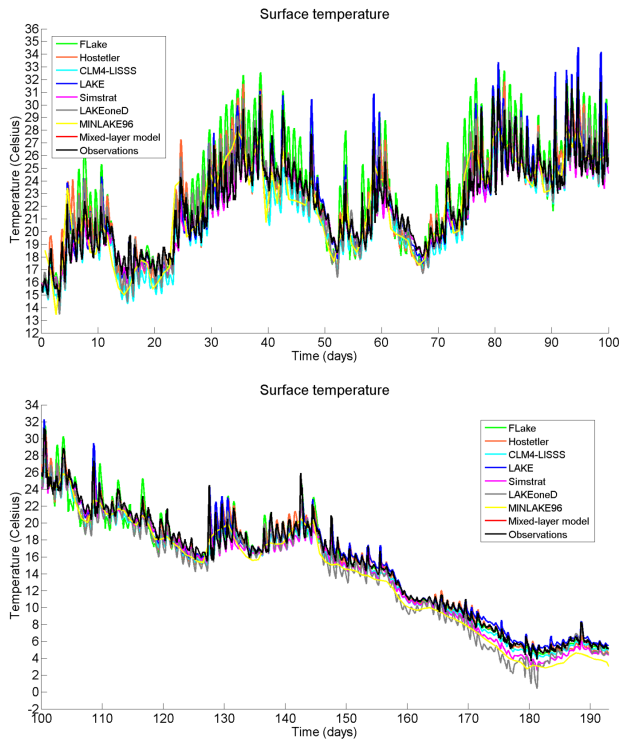 Surface temperature
36
35
34
33
32
31
30
29
28
27
26
25
24
23
22
21
20
19
18
17
16
15
14
13
12
Temperature (Celsius)
FLake
Hostetler
CLM4-LISSS
LAKE
Simstrat
LAKEoneD
MINLAKE96
Mixed-layer model
Observations
0 10 20 30 40 50 60 70 80 90 100
Time (days)
Surface temperature
34
32
30
28
26
24
22
20
18
16
14
12
10
8
6
4
2
0
-2
Temperature (Celsius)
FLake
Hostetler
CLM4-LISSS
LAKE
Simstrat
LAKEoneD
MINLAKE96
Mixed-layer model
Observations
100 110 120 130 140 150 160 170 180 190
Time (days)